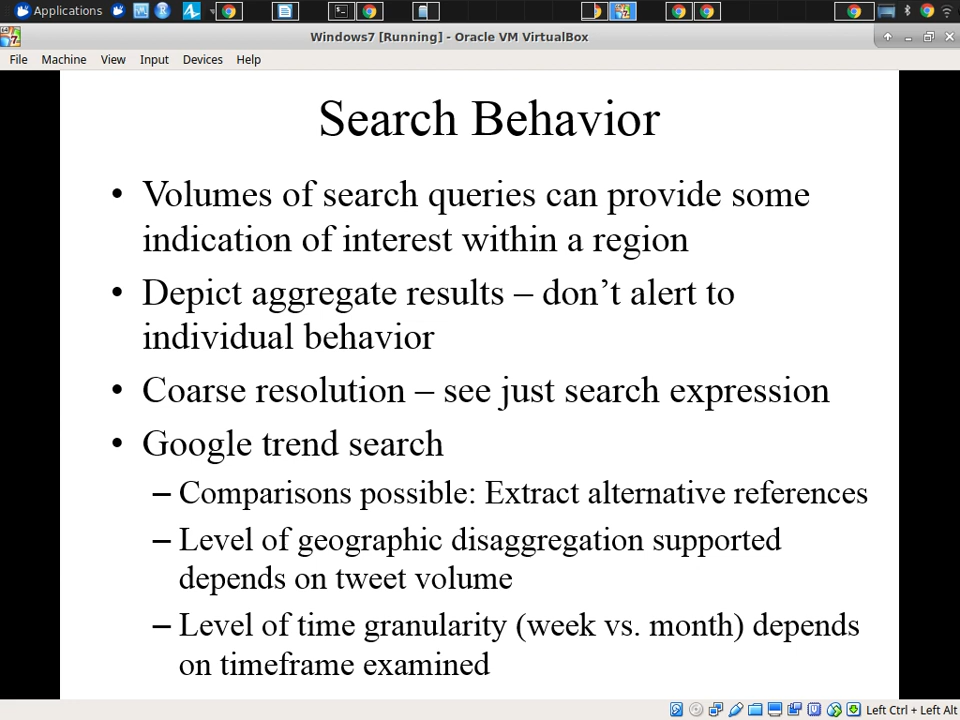 Applications
Windows7 [Running] - Oracle VM VirtualBox
File Machine View Input Devices Help
Search Behavior
• Volumes of search queries can provide some
indication of interest within a region
• Depict aggregate results – don’t alert to
individual behavior
• Coarse resolution – see just search expression
• Google trend search
– Comparisons possible: Extract alternative references
– Level of geographic disaggregation supported
depends on tweet volume
– Level of time granularity (week vs. month) depends
on timeframe examined
Left Ctrl + Left Alt